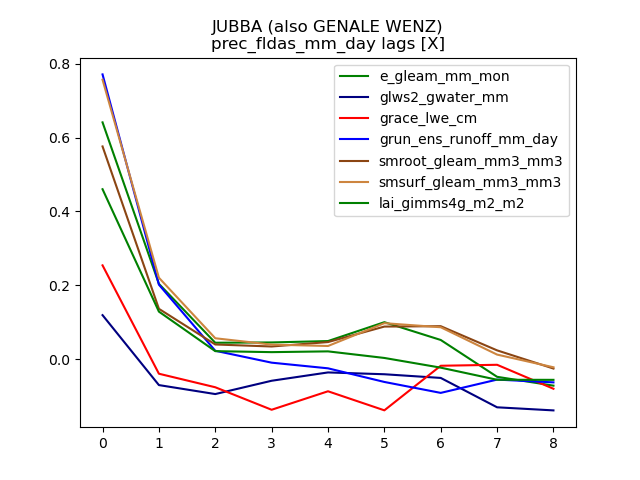 JUBBA (also GENALE WENZ)
prec_fldas_mm_day lags [X]
0.8
0.6
0.4
0.2
0.0
e_gleam_mm_mon
glws2_gwater_mm
grace_lwe_cm
grun_ens_runoff_mm_day
smroot_gleam_mm3_mm3
smsurf_gleam_mm3_mm3
lai_gimms4g_m2_m2
0 1 2 3 4 5 6 7 8